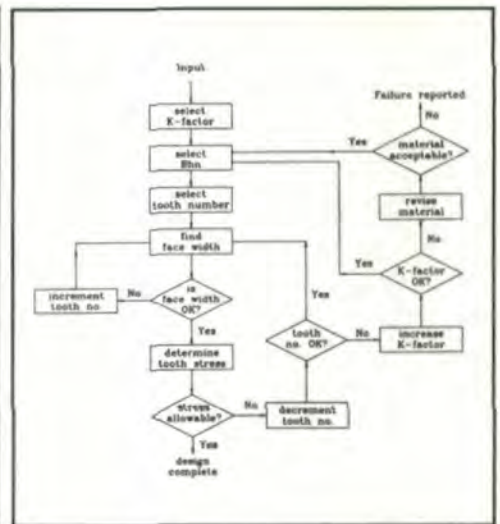 Input
select
K-factor
select
Bhn
select
tooth number
find
face width
increment
tooth no.
No
is
face width
OK?
Yes
determine
tooth stress
stress
allowable?
No
Yes
design
complete
decrement
tooth no.
tooth
no. OK?
Yes
No
increase
K-factor
K-factor
OK?
Yes
No
revise
material
material
acceptable?
Yes
No
Failure reported